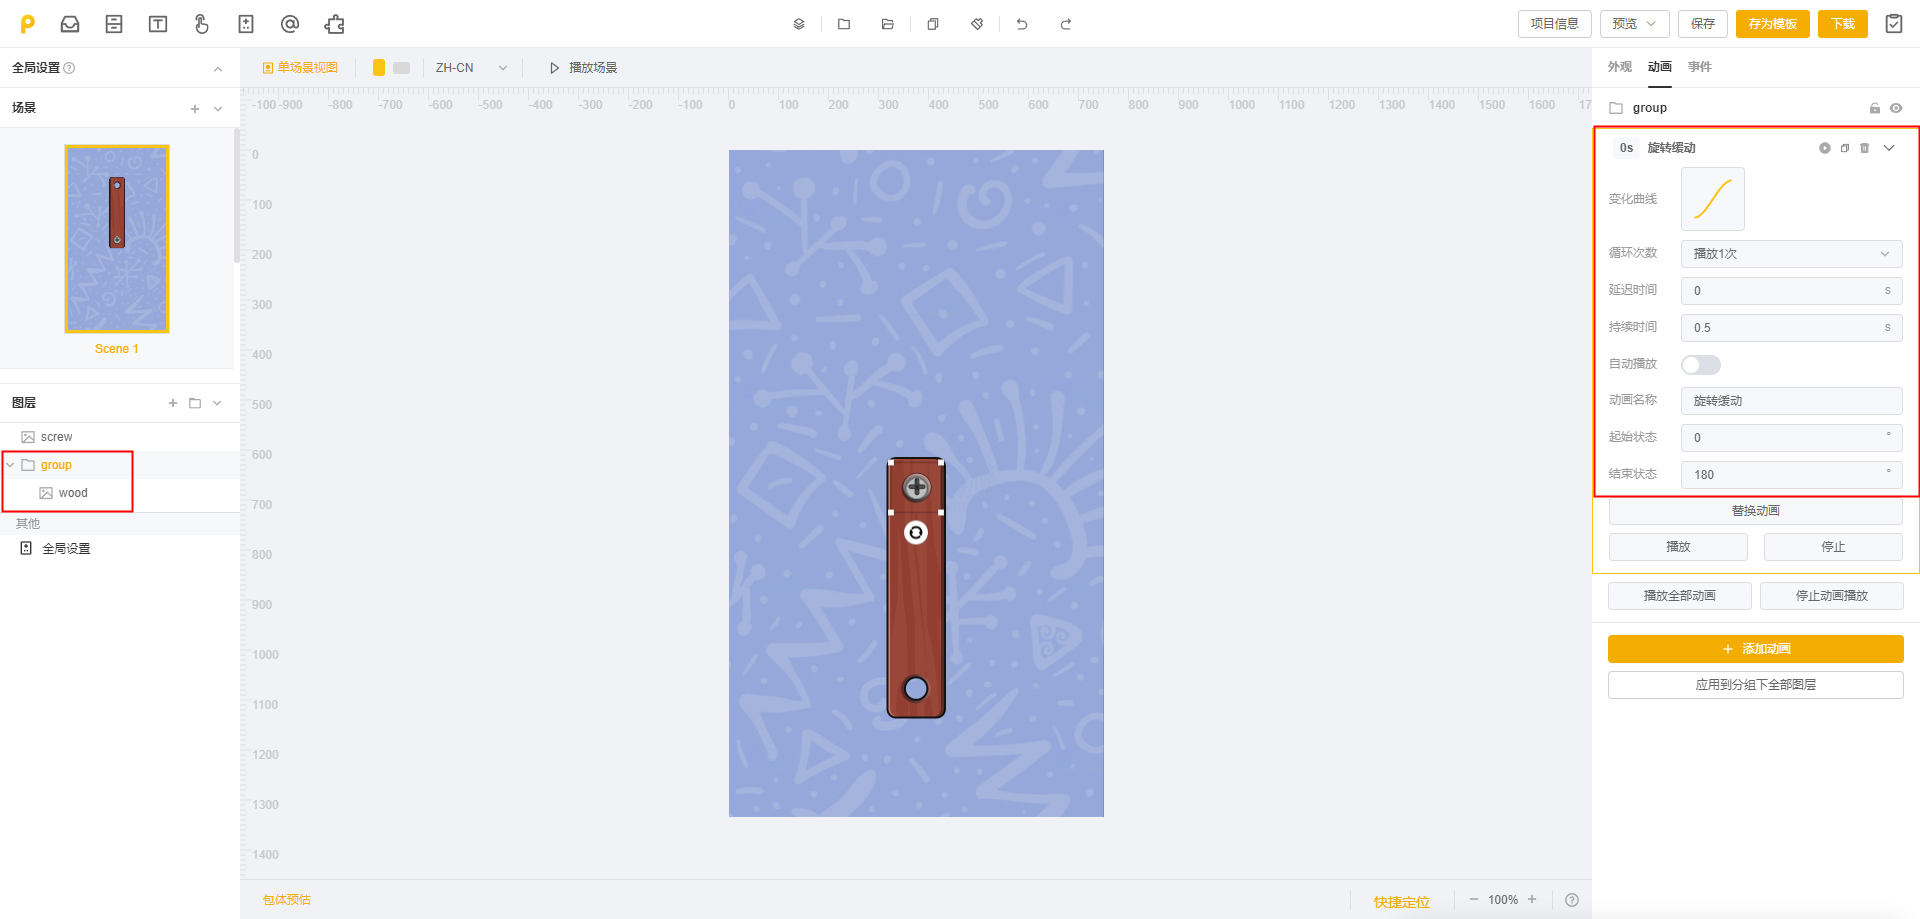 项目信息
预览
保存
存为模板
下载
全局设置
单场景视图
ZH-CN
播放场景
外观 动画 事件
场景
-100 -900 -800 -700 -600 -500 -400 -300 -200 -100 0 100 200 300 400 500 600 700 800 900 1000 1100 1200 1300 1400 1500 1600 17
group
0
100
200
300
400
500
600
700
800
900
1000
1100
1200
1300
1400
Scene 1
图层
screw
group
wood
其他
全局设置
0s 旋转缓动
变化曲线
循环次数 播放1次
延迟时间 0 s
持续时间 0.5 s
自动播放
动画名称 旋转缓动
起始状态 0 °
结束状态 180 °
替换动画
播放 停止
播放全部动画 停止动画播放
+ 添加动画
应用到分组下全部图层
包体预估
快捷定位
− 100% +